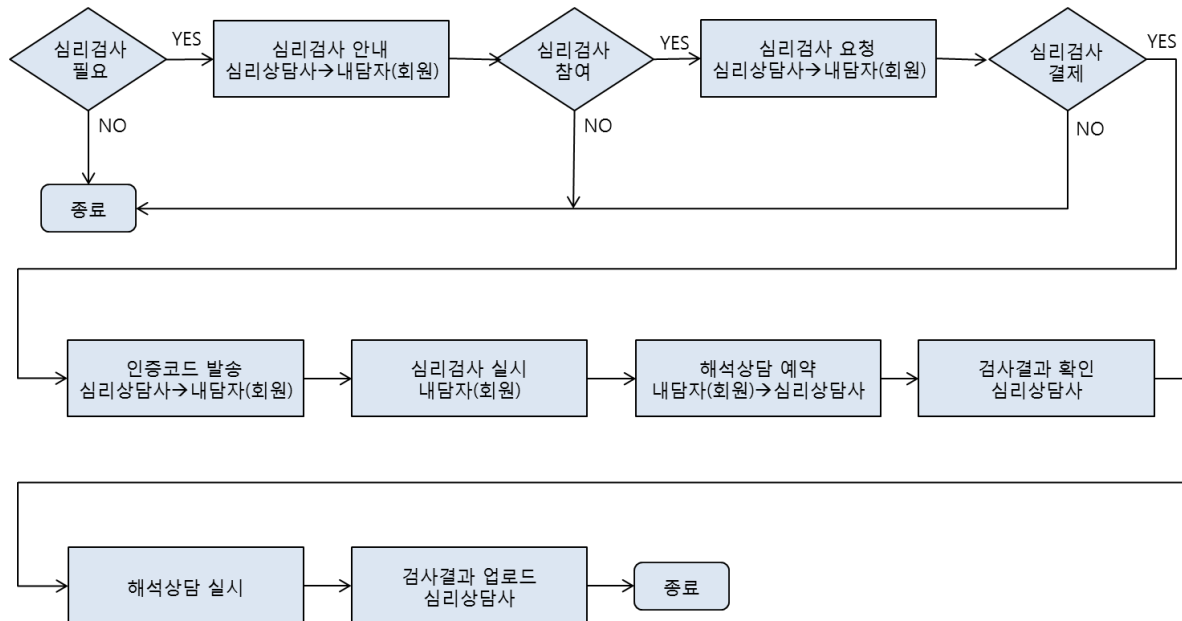 심리검사
필요
YES
심리검사 안내
심리상담사→내담자(회원)
심리검사
참여
YES
심리검사 요청
심리상담사→내담자(회원)
심리검사
결제
YES
NO
NO
NO
종료
인증코드 발송
심리상담사→내담자(회원)
심리검사 실시
내담자(회원)
해석상담 예약
내담자(회원)→심리상담사
검사결과 확인
심리상담사
해석상담 실시
검사결과 업로드
심리상담사
종료